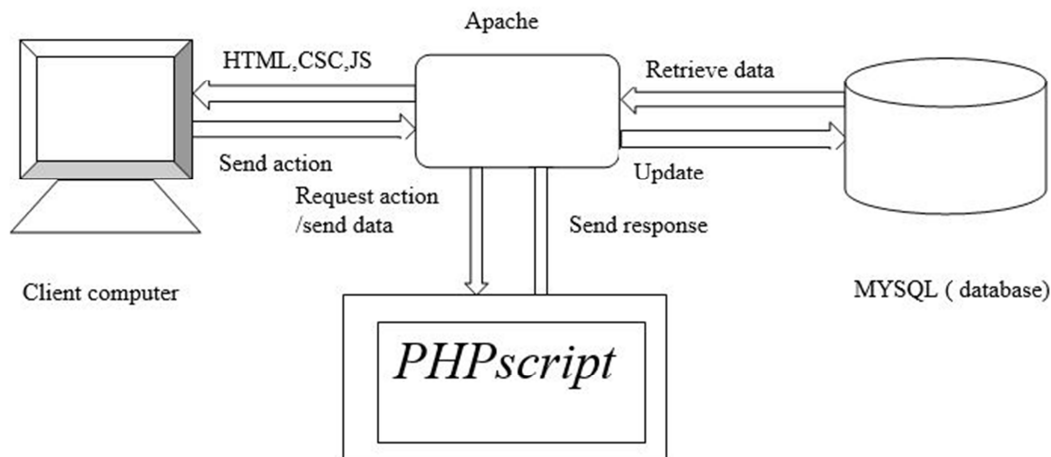 Apache
HTML,CSC,JS
Retrieve data
Send action
Update
Request action
/send data
Send response
Client computer
MYSQL ( database)
PHPscript